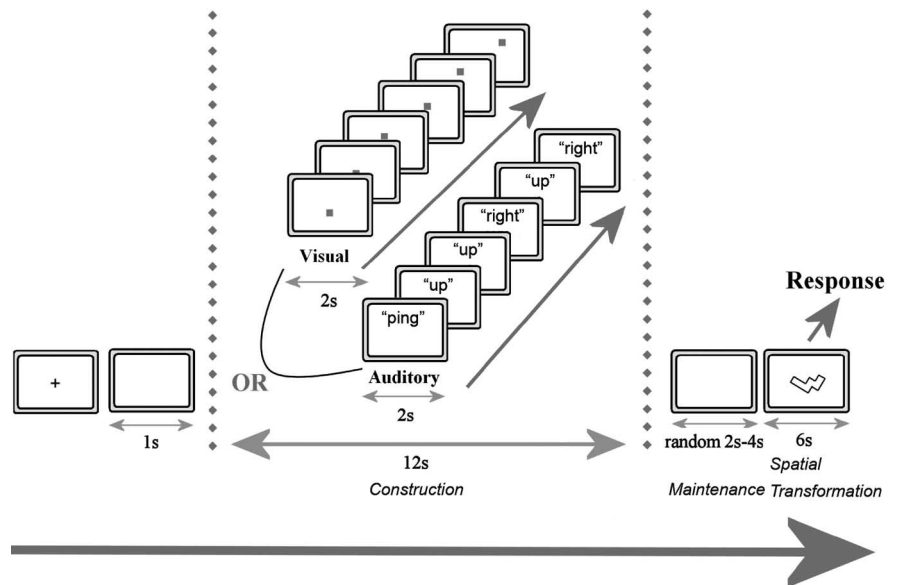 +
1s
Visual
2s
OR
"ping"
"up"
"up"
"right"
"up"
"right"
Auditory
2s
12s
Construction
Response
random 2s-4s
6s
Maintenance
Spatial
Transformation